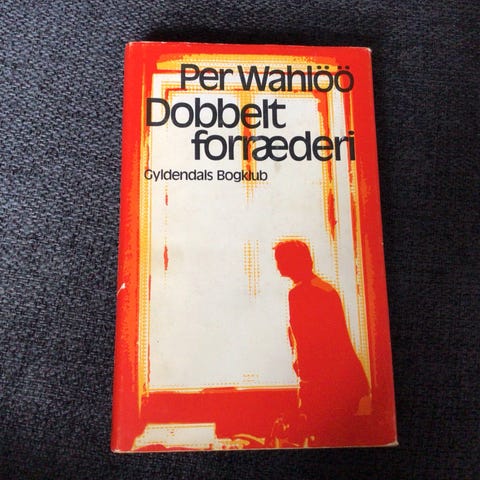 Per Wahlöö
Dobbelt
forræderi
Gyldendals Bogklub